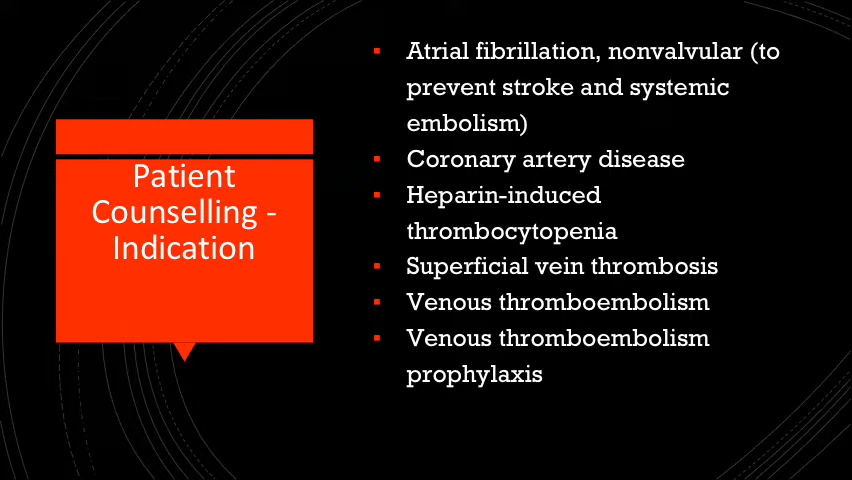 Patient
Counselling -
Indication
▪ Atrial fibrillation, nonvalvular (to
prevent stroke and systemic
embolism)
▪ Coronary artery disease
▪ Heparin-induced
thrombocytopenia
▪ Superficial vein thrombosis
▪ Venous thromboembolism
▪ Venous thromboembolism
prophylaxis